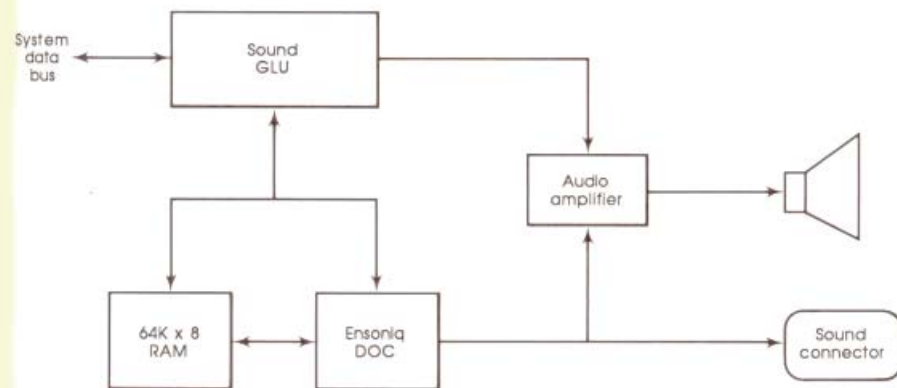 System
data
bus
Sound
GLU
Audio
amplifier
64K x 8
RAM
Ensoniq
DOC
Sound
connector